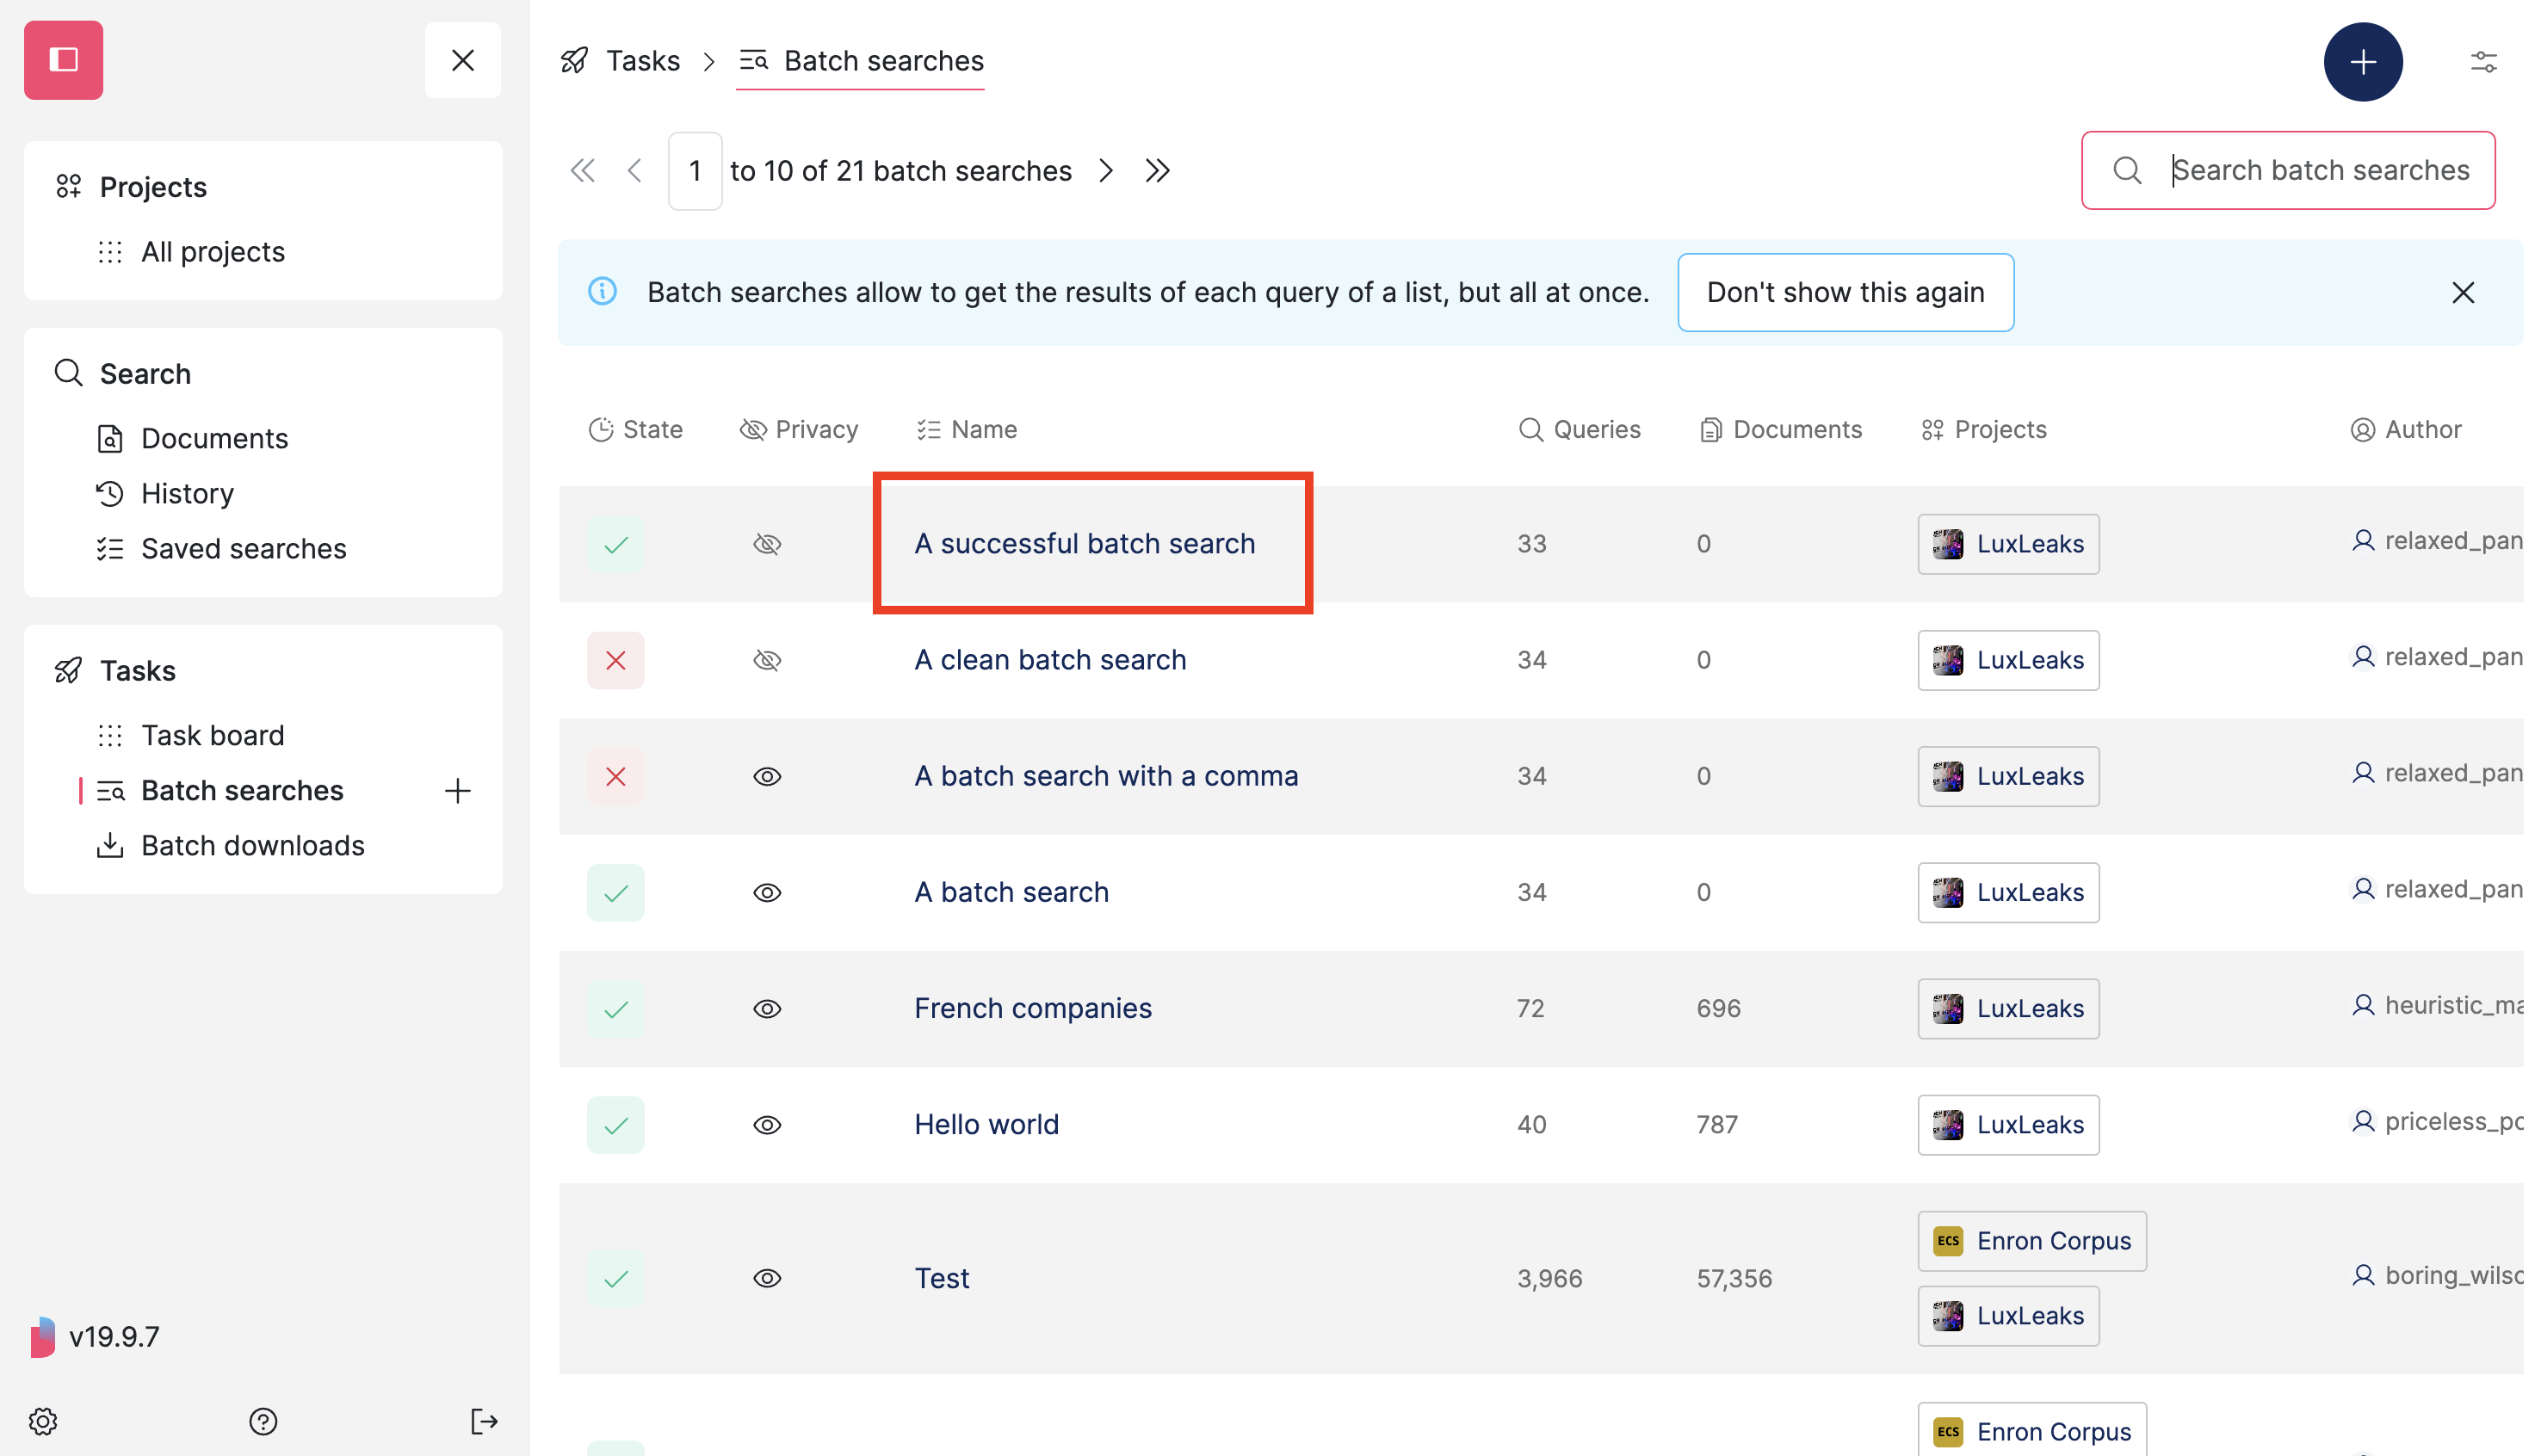 Projects
All projects
Search
Documents
History
Saved searches
Tasks
Task board
Batch searches
Batch downloads
v19.9.7
Tasks > Batch searches
1 to 10 of 21 batch searches
Search batch searches
Batch searches allow to get the results of each query of a list, but all at once. Don't show this again
State Privacy Name Queries Documents Projects Author
A successful batch search 33 0 LuxLeaks relaxed_pan
A clean batch search 34 0 LuxLeaks relaxed_pan
A batch search with a comma 34 0 LuxLeaks relaxed_pan
A batch search 34 0 LuxLeaks relaxed_pan
French companies 72 696 LuxLeaks heuristic_ma
Hello world 40 787 LuxLeaks priceless_po
Test 3,966 57,356 ECS Enron Corpus boring_wilso
LuxLeaks
ECS Enron Corpus